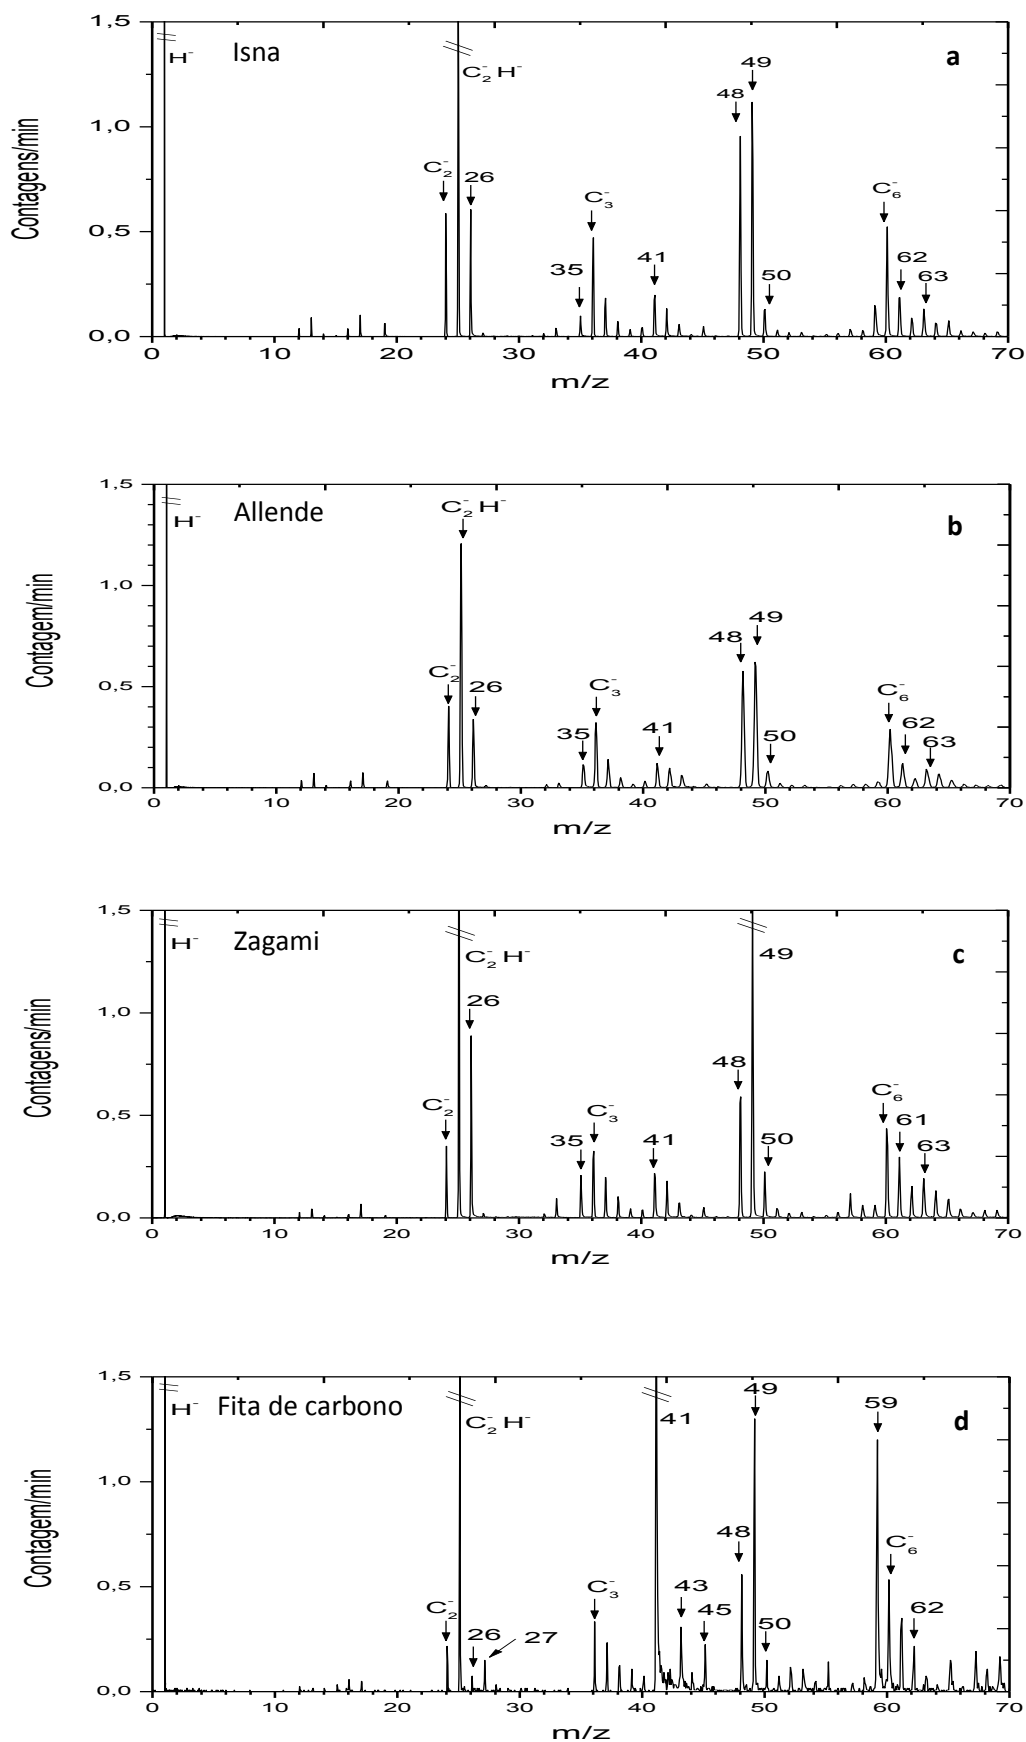 1,5
Isna
a
H⁻
C₂⁻ H⁻
49
48
1,0
Contagens/min
C₂⁻
26
C₃⁻
C₆⁻
0,5
35
41
50
62
63
0,0
0 10 20 30 40 50 60 70
m/z
1,5
Allende
b
H⁻
C₂⁻ H⁻
1,0
Contagem/min
49
48
C₂⁻
26
C₃⁻
C₆⁻
0,5
35
41
50
62
63
0,0
0 10 20 30 40 50 60 70
m/z
1,5
Zagami
c
H⁻
C₂⁻ H⁻
49
26
1,0
Contagens/min
48
C₂⁻
C₃⁻
C₆⁻
61
0,5
35
41
50
63
0,0
0 10 20 30 40 50 60 70
m/z
1,5
Fita de carbono
d
H⁻
C₂⁻ H⁻
41
49
59
1,0
Contagem/min
48
C₆⁻
0,5
C₂⁻
26
27
C₃⁻
43
45
50
62
0,0
0 10 20 30 40 50 60 70
m/z